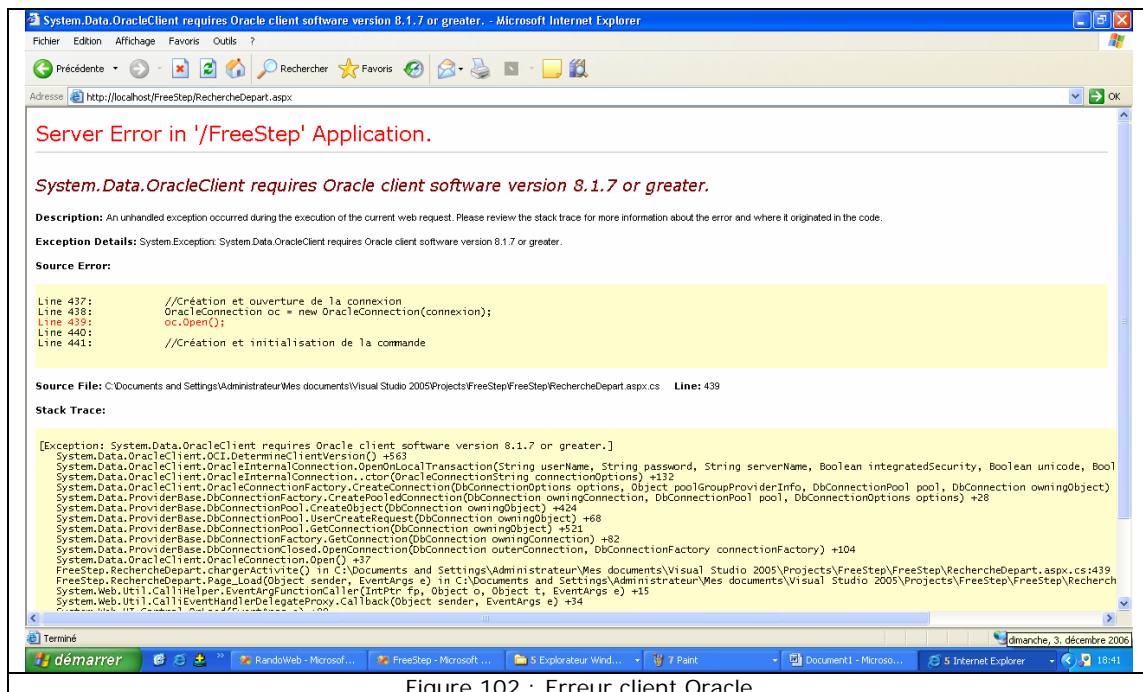 System.Data.OracleClient requires Oracle client software version 8.1.7 or greater. - Microsoft Internet Explorer
Fichier Edition Affichage Favoris Outils ?
Précédente Rechercher Favoris
Adresse http://localhost/FreeStep/RechercheDepart.aspx OK
Server Error in '/FreeStep' Application.
System.Data.OracleClient requires Oracle client software version 8.1.7 or greater.
Description: An unhandled exception occurred during the execution of the current web request. Please review the stack trace for more information about the error and where it originated in the code.
Exception Details: System.Exception: System.Data.OracleClient requires Oracle client software version 8.1.7 or greater.
Source Error:
Line 437: //Création et ouverture de la connexion
Line 438: OracleConnection oc = new OracleConnection(connexion);
Line 439: oc.Open();
Line 440:
Line 441: //Création et initialisation de la commande
Source File: C:\Documents and Settings\Administrateur\Mes documents\Visual Studio 2005\Projects\FreeStep\FreeStep\RechercheDepart.aspx.cs Line: 439
Stack Trace:
[Exception: System.Data.OracleClient requires Oracle client software version 8.1.7 or greater.]
System.Data.OracleClient.OCI.DetermineClientVersion() +563
System.Data.OracleClient.OracleInternalConnection.OpenOnLocalTransaction(String userName, String password, String serverName, Boolean integratedSecurity, Boolean unicode, Bool
System.Data.OracleClient.OracleInternalConnection..ctor(OracleConnectionString connectionOptions) +132
System.Data.OracleClient.OracleConnectionFactory.CreateConnection(DbConnectionOptions options, Object poolGroupProviderInfo, DbConnectionPool pool, DbConnection owningObject)
System.Data.ProviderBase.DbConnectionFactory.CreatePooledConnection(DbConnection owningConnection, DbConnectionPool pool, DbConnectionOptions options) +28
System.Data.ProviderBase.DbConnectionPool.CreateObject(DbConnection owningObject) +424
System.Data.ProviderBase.DbConnectionPool.UserCreateRequest(DbConnection owningObject) +68
System.Data.ProviderBase.DbConnectionPool.GetConnection(DbConnection owningObject) +521
System.Data.ProviderBase.DbConnectionFactory.GetConnection(DbConnection owningConnection) +82
System.Data.ProviderBase.DbConnectionClosed.OpenConnection(DbConnection outerConnection, DbConnectionFactory connectionFactory) +104
System.Data.OracleClient.OracleConnection.Open() +37
FreeStep.RechercheDepart.chargerActivite() in C:\Documents and Settings\Administrateur\Mes documents\Visual Studio 2005\Projects\FreeStep\FreeStep\RechercheDepart.aspx.cs:439
FreeStep.RechercheDepart.Page_Load(Object sender, EventArgs e) in C:\Documents and Settings\Administrateur\Mes documents\Visual Studio 2005\Projects\FreeStep\FreeStep\Recherch
System.Web.Util.CalliHelper.EventArgFunctionCaller(IntPtr fp, Object o, Object t, EventArgs e) +15
System.Web.Util.CalliEventHandlerDelegateProxy.Callback(Object sender, EventArgs e) +34
Terminé
dimanche, 3. décembre 2006
démarrer RandoWeb - Microsof... FreeStep - Microsoft ... 5 Explorateur Wind... 7 Paint Document1 - Microso... 5 Internet Explorer 18:41
Figure 102 : Erreur client Oracle